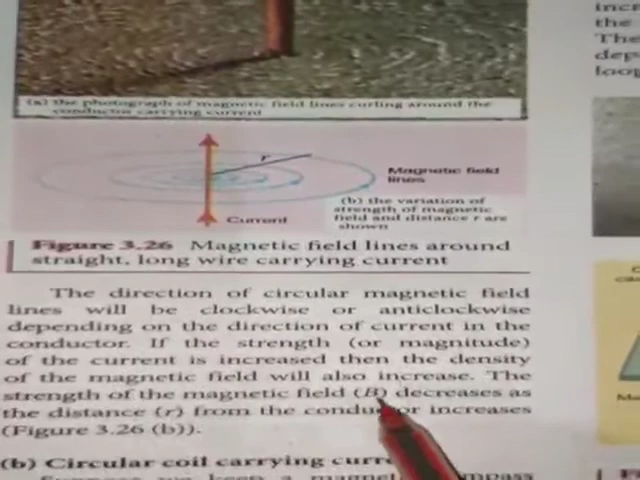 (a) the photograph of magnetic field lines curling around the
conductor carrying current
r
Magnetic field
lines
(b) the variation of
strength of magnetic
field and distance r are
shown
Current
Figure 3.26 Magnetic field lines around
straight, long wire carrying current
The direction of circular magnetic field
lines will be clockwise or anticlockwise
depending on the direction of current in the
conductor. If the strength (or magnitude)
of the current is increased then the density
of the magnetic field will also increase. The
strength of the magnetic field (B) decreases as
the distance (r) from the conductor increases
(Figure 3.26 (b)).
(b) Circular coil carrying
the
The